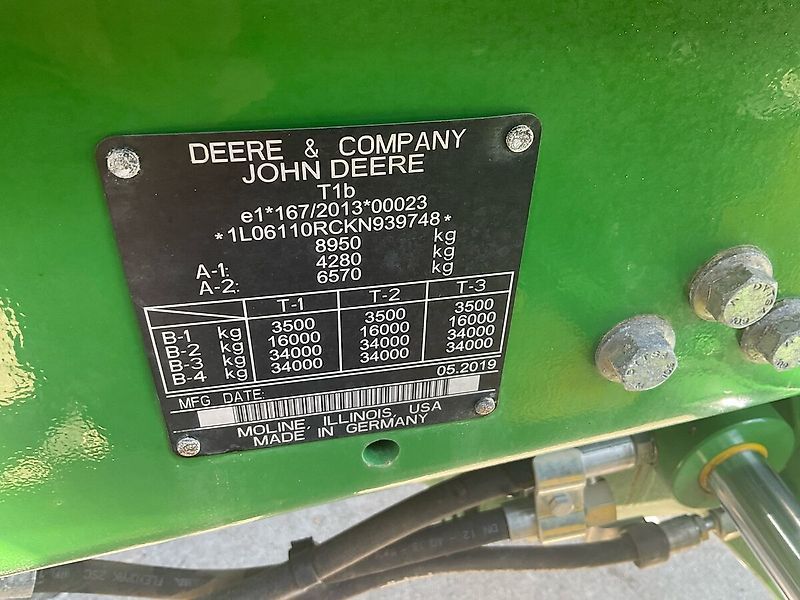 DEERE & COMPANY
JOHN DEERE
T1b
e1*167/2013*00023
*1L06110RCKN939748*
8950 kg
A-1: 4280 kg
A-2: 6570 kg
T-1 T-2 T-3
B-1 kg 3500 3500 3500
B-2 kg 16000 16000 16000
B-3 kg 34000 34000 34000
B-4 kg 34000 34000 34000
MFG DATE: 05.2019
MOLINE, ILLINOIS, USA
MADE IN GERMANY